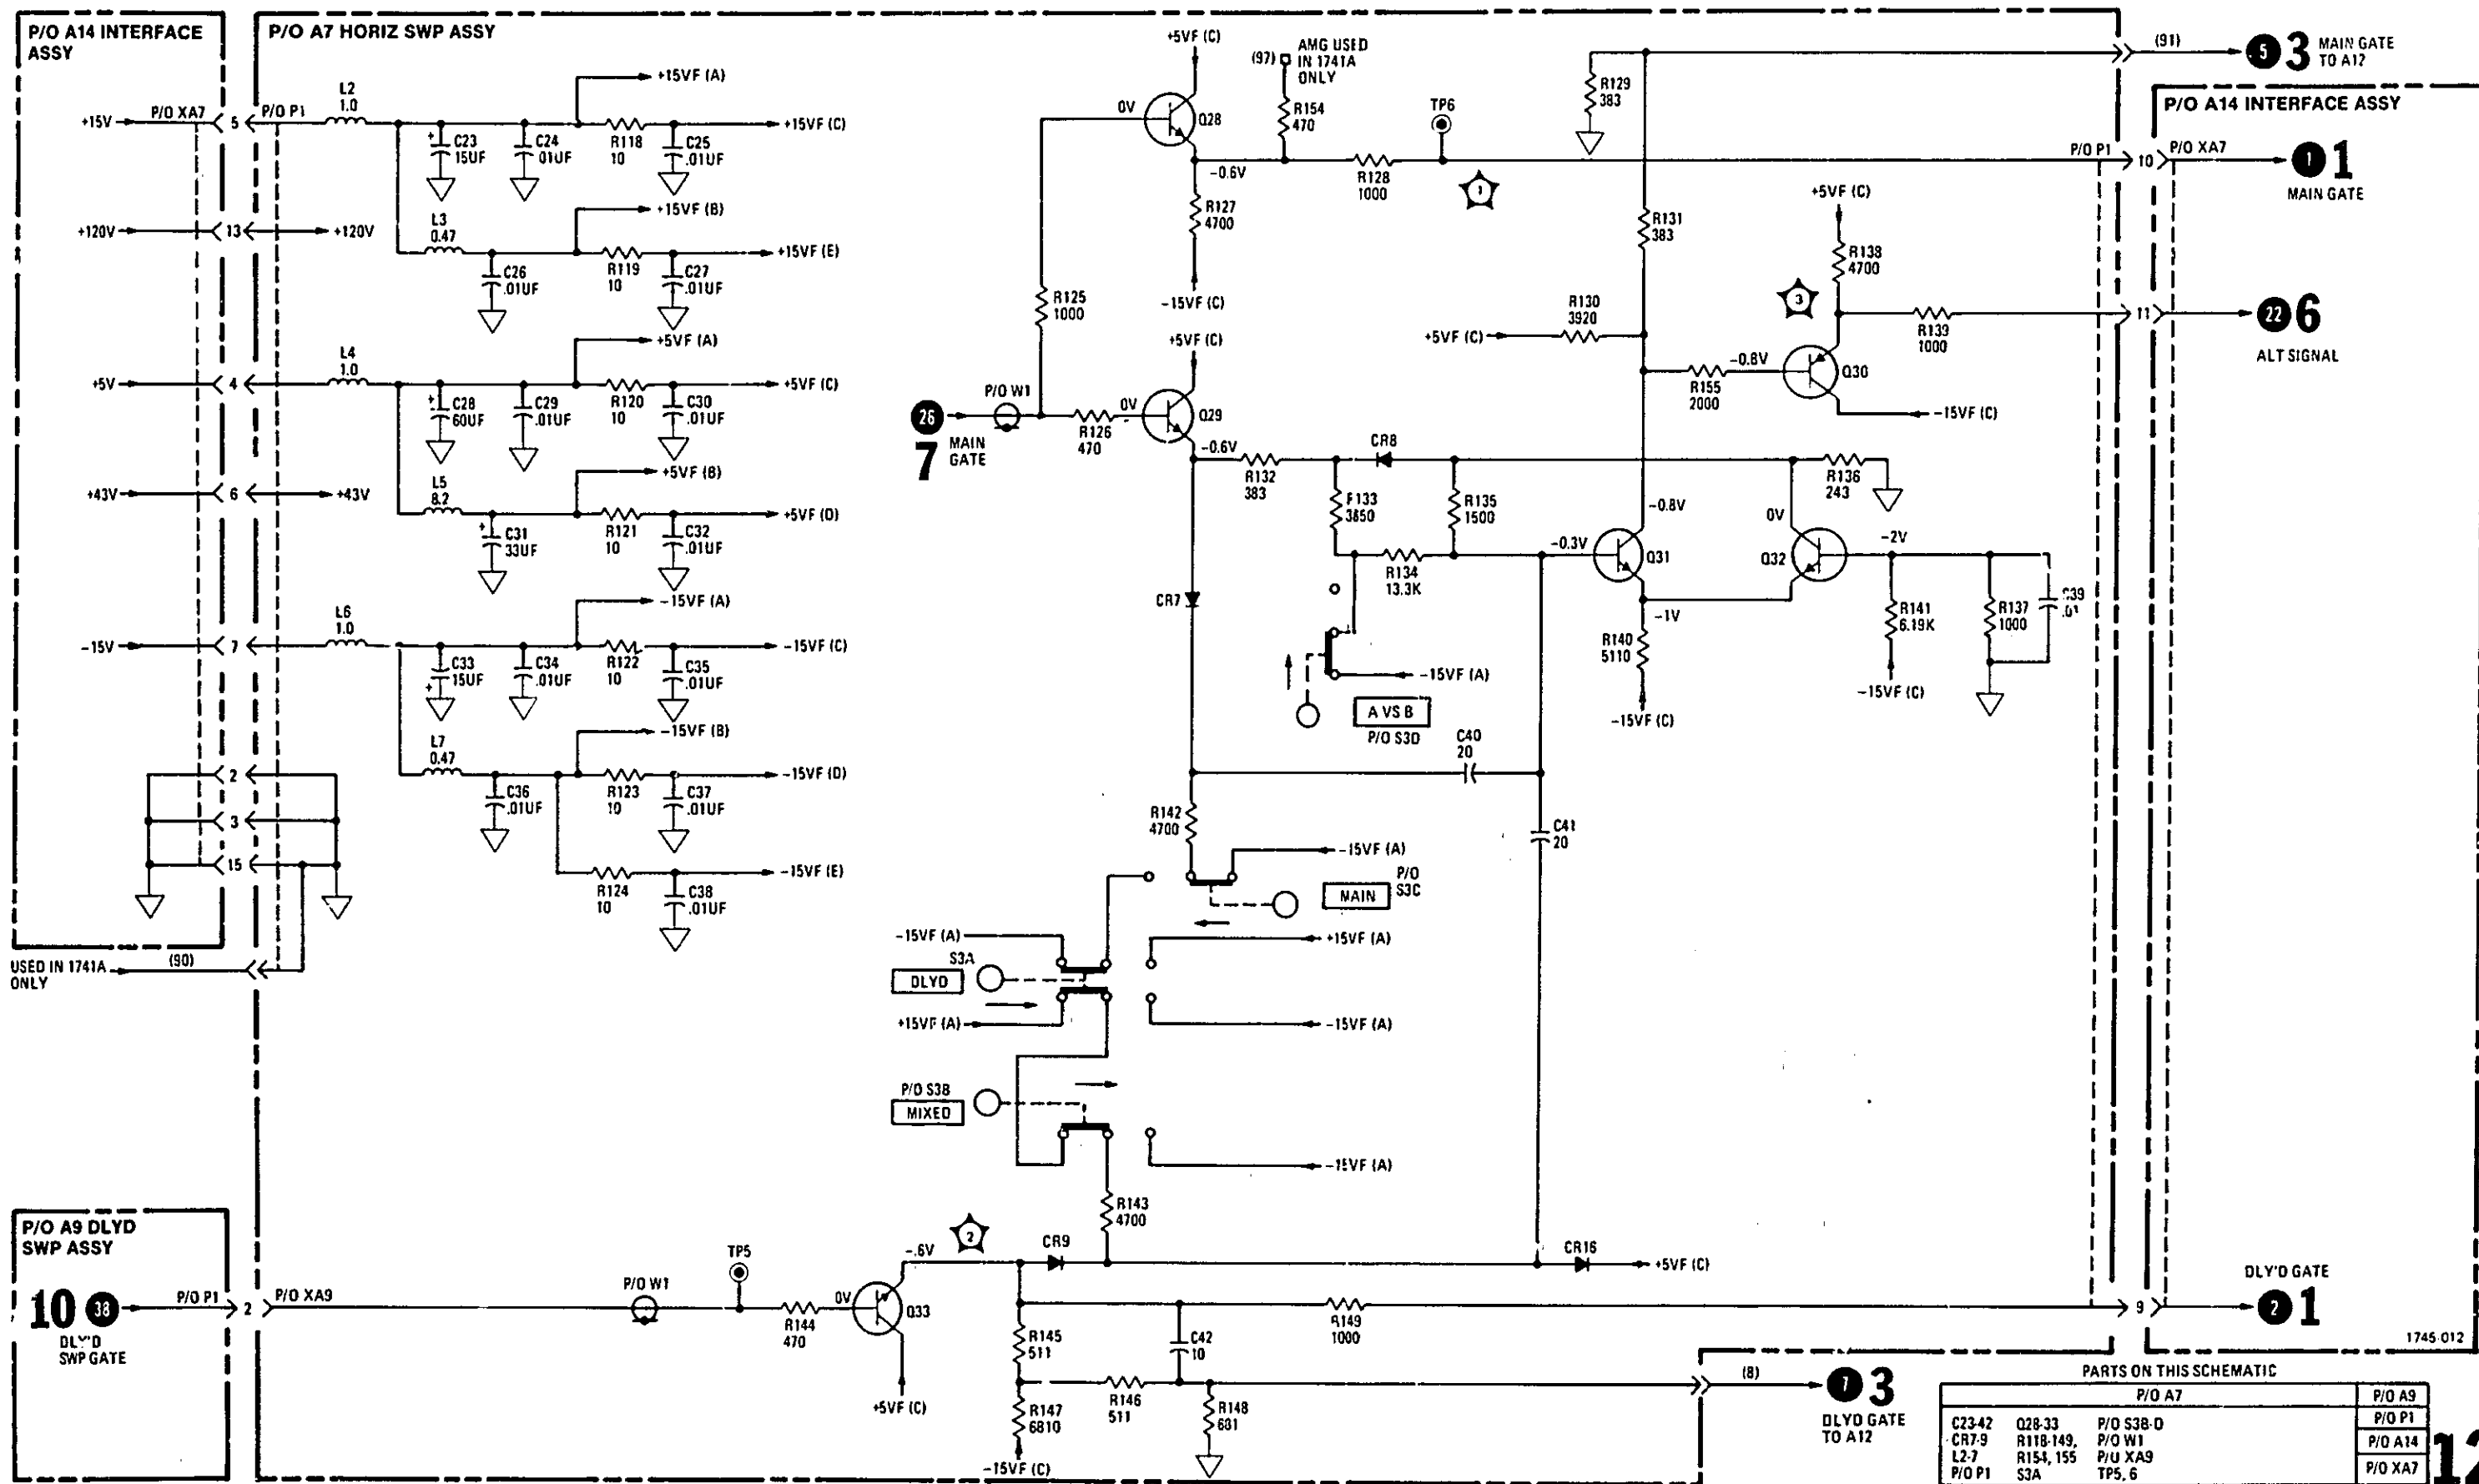 P/O A14 INTERFACE
ASSY
P/O A7 HORIZ SWP ASSY
+15V
P/O XA7
5
P/O P1
L2
1.0
+15VF (A)
C23
15UF
C24
.01UF
R118
10
C25
.01UF
+15VF (C)
+120V
13
+120V
L3
0.47
+15VF (B)
C26
.01UF
R119
10
C27
.01UF
+15VF (E)
+5V
4
L4
1.0
+5VF (A)
C28
60UF
C29
.01UF
R120
10
C30
.01UF
+5VF (C)
+43V
6
+43V
L5
8.2
+5VF (B)
C31
33UF
R121
10
C32
.01UF
+5VF (D)
-15V
7
L6
1.0
-15VF (A)
C33
15UF
C34
.01UF
R122
10
C35
.01UF
-15VF (C)
L7
0.47
-15VF (B)
C36
.01UF
R123
10
C37
.01UF
-15VF (D)
R124
10
C38
.01UF
-15VF (E)
2
3
15
USED IN 1741A
ONLY
(90)
+5VF (C)
0V
Q28
-0.6V
R127
4700
-15VF (C)
R125
1000
(97)
AMG USED
IN 1741A
ONLY
R154
470
R128
1000
TP6
1
R129
383
(91)
5 3
MAIN GATE
TO A12
P/O A14 INTERFACE ASSY
P/O P1
10
P/O XA7
1 1
MAIN GATE
R131
383
+5VF (C)
R138
4700
3
R130
3920
+5VF (C)
R139
1000
11
22 6
ALT SIGNAL
R155
2000
-0.8V
Q30
-15VF (C)
26
7
MAIN
GATE
P/O W1
R126
470
0V
+5VF (C)
Q29
-0.6V
R132
383
CR8
R133
3850
R135
1500
R136
243
R134
13.3K
-0.3V
-0.8V
Q31
-1V
0V
Q32
-2V
R140
5110
-15VF (C)
R141
6.19K
-15VF (C)
R137
1000
C39
.01
CR7
-15VF (A)
A VS B
P/O S3D
C40
20
C41
20
R142
4700
-15VF (A)
P/O
S3C
MAIN
-15VF (A)
S3A
DLYD
+15VF (A)
+15VF (A)
-15VF (A)
P/O S3B
MIXED
-15VF (A)
R143
4700
P/O A9 DLYD
SWP ASSY
10 38
DLY'D
SWP GATE
P/O P1
2
P/O XA9
P/O W1
TP5
R144
470
0V
Q33
-.6V
2
+5VF (C)
CR9
CR16
+5VF (C)
R145
511
C42
10
R149
1000
R146
511
R147
6810
-15VF (C)
R148
681
9
DLY'D GATE
2 1
1745-012
(8)
7 3
DLYD GATE
TO A12
PARTS ON THIS SCHEMATIC
P/O A7
P/O A9
C23-42 Q28-33 P/O S3B-D
CR7-9 R118-149, P/O W1
L2-7 R154, 155 P/O XA9
P/O P1 S3A TP5, 6
P/O P1
P/O A14
P/O XA7
12